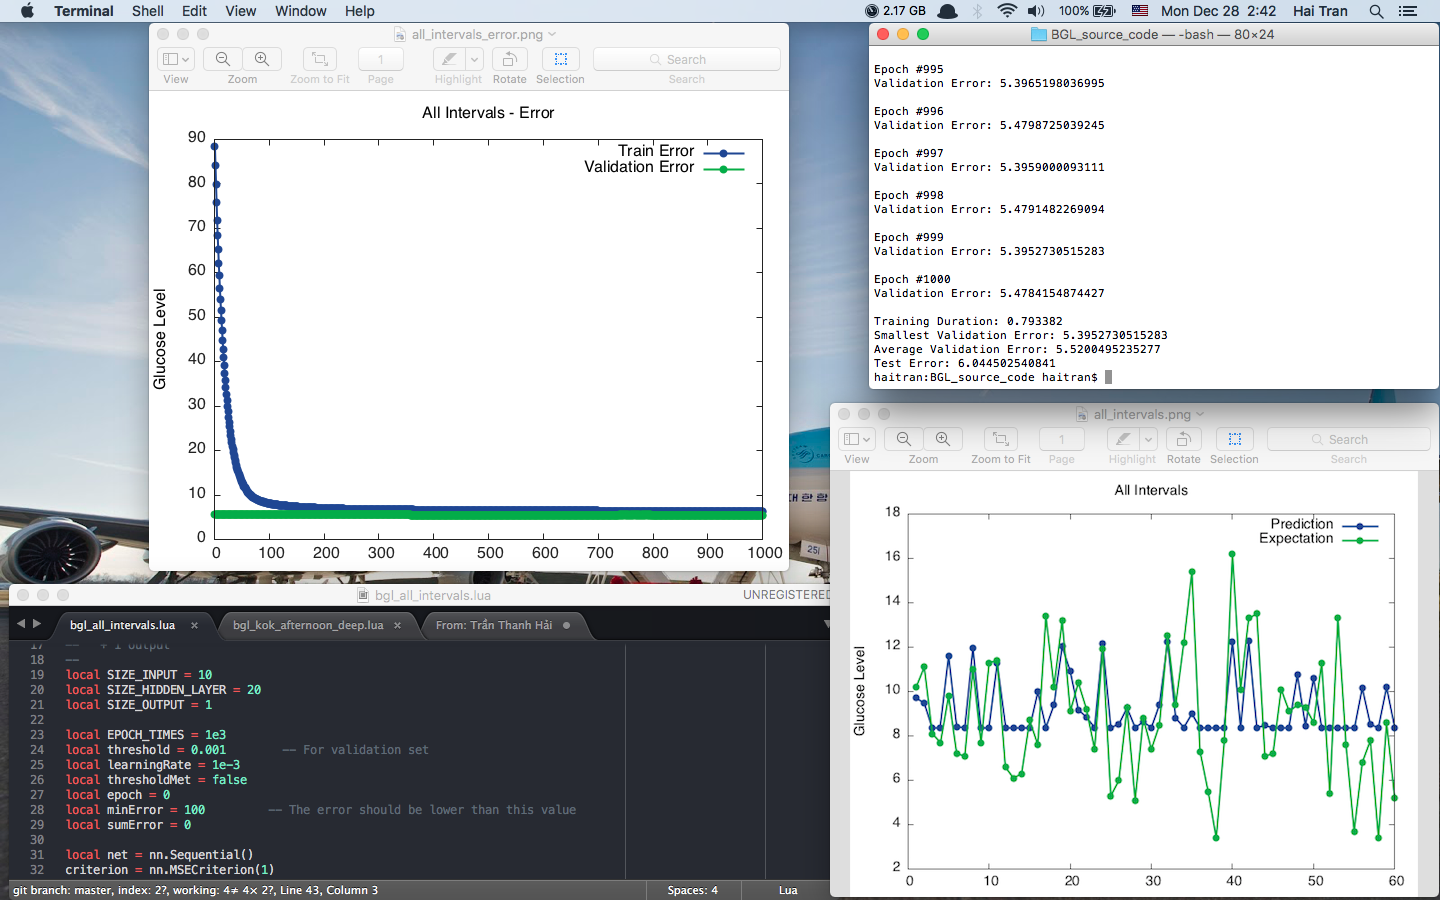 Terminal Shell Edit View Window Help 2.17 GB 100% Mon Dec 28 2:42 Hai Tran
all_intervals_error.png
1 Search
View Zoom Zoom to Fit Page Highlight Rotate Selection Search
All Intervals - Error
Train Error
Validation Error
Glucose Level
90
80
70
60
50
40
30
20
10
0
0 100 200 300 400 500 600 700 800 900 1000
BGL_source_code — -bash — 80×24
Epoch #995
Validation Error: 5.3965198036995
Epoch #996
Validation Error: 5.4798725039245
Epoch #997
Validation Error: 5.3959000093111
Epoch #998
Validation Error: 5.4791482269094
Epoch #999
Validation Error: 5.3952730515283
Epoch #1000
Validation Error: 5.4784154874427
Training Duration: 0.793382
Smallest Validation Error: 5.3952730515283
Average Validation Error: 5.5200495235277
Test Error: 6.044502540841
haitran:BGL_source_code haitran$
대한항
251
all_intervals.png
1 Search
View Zoom Zoom to Fit Page Highlight Rotate Selection Search
All Intervals
Prediction
Expectation
Glucose Level
18
16
14
12
10
8
6
4
2
0 10 20 30 40 50 60
bgl_all_intervals.lua UNREGISTERED
bgl_all_intervals.lua × bgl_kok_afternoon_deep.lua × From: Trần Thanh Hải
17 -- + 1 output
18 --
19 local SIZE_INPUT = 10
20 local SIZE_HIDDEN_LAYER = 20
21 local SIZE_OUTPUT = 1
22
23 local EPOCH_TIMES = 1e3
24 local threshold = 0.001 -- For validation set
25 local learningRate = 1e-3
26 local thresholdMet = false
27 local epoch = 0
28 local minError = 100 -- The error should be lower than this value
29 local sumError = 0
30
31 local net = nn.Sequential()
32 criterion = nn.MSECriterion(1)
git branch: master, index: 2?, working: 4≠ 4× 2?, Line 43, Column 3 Spaces: 4 Lua